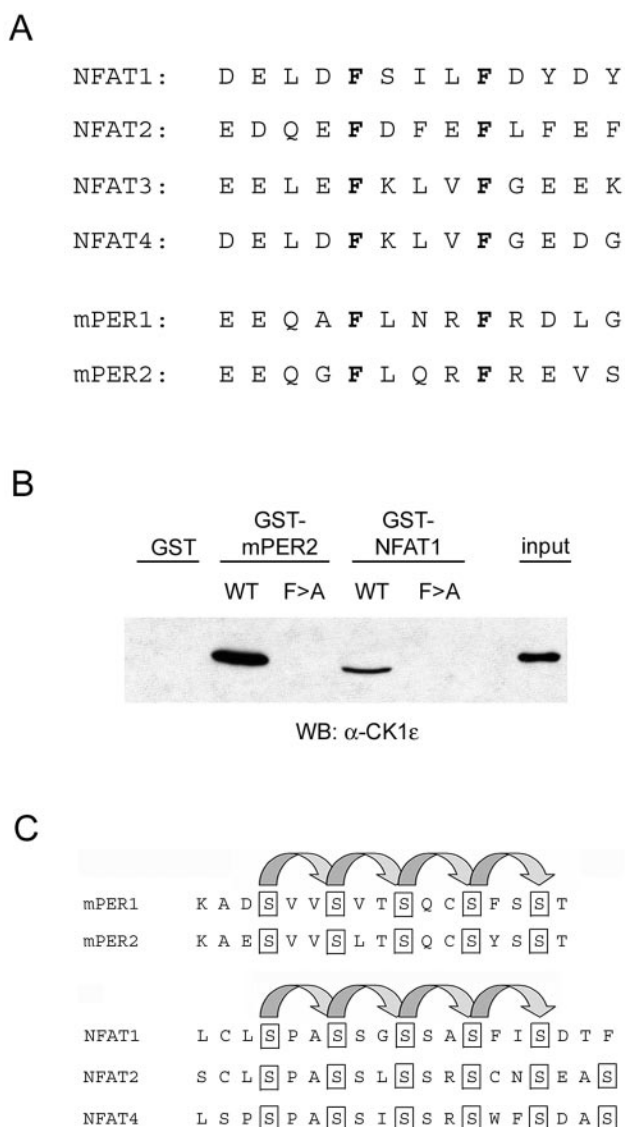 A
NFAT1: D E L D F S I L F D Y D Y
NFAT2: E D Q E F D F E F L F E F
NFAT3: E E L E F K L V F G E E K
NFAT4: D E L D F K L V F G E D G
mPER1: E E Q A F L N R F R D L G
mPER2: E E Q G F L Q R F R E V S
B
GST- GST-
GST mPER2 NFAT1 input
WT F>A WT F>A
WB: α-CK1ε
C
mPER1 K A D S V V S V T S Q C S F S S T
mPER2 K A E S V V S L T S Q C S Y S S T
NFAT1 L C L S P A S S G S S A S F I S D T F
NFAT2 S C L S P A S S L S S R S C N S E A S
NFAT4 L S P S P A S S I S S R S W F S D A S